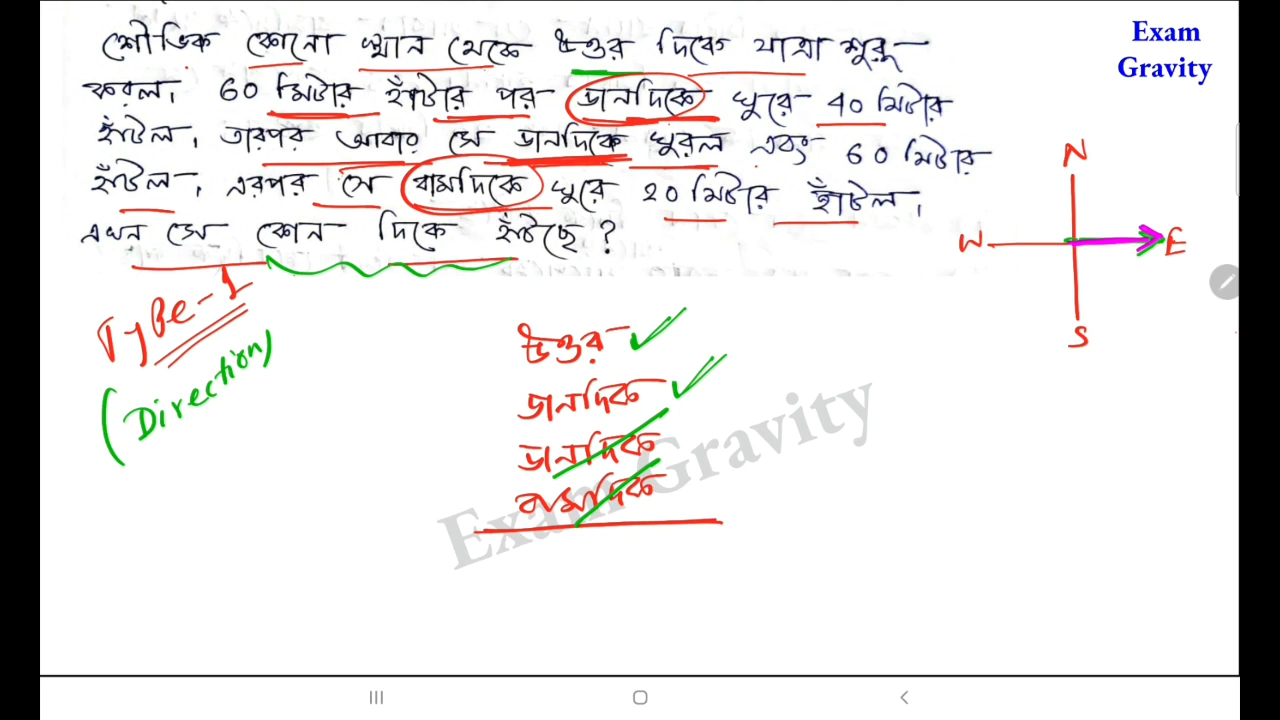 Exam
Gravity
শৌভিক কোনো স্থান থেকে উত্তর দিকে যাত্রা শুরু
করল। 60 মিটার হাঁটার পর ডানদিকে ঘুরে 40 মিটার
হাঁটল। তারপর আবার সে ডানদিকে ঘুরল এবং 60 মিটার
হাঁটল। এরপর সে বামদিকে ঘুরে 20 মিটার হাঁটল।
এখন সে কোন দিকে হাঁটছে?
N
W E
S
Type-1
(Direction)
উত্তর
ডানদিক
ডানদিক
বামদিক
Exam Gravity